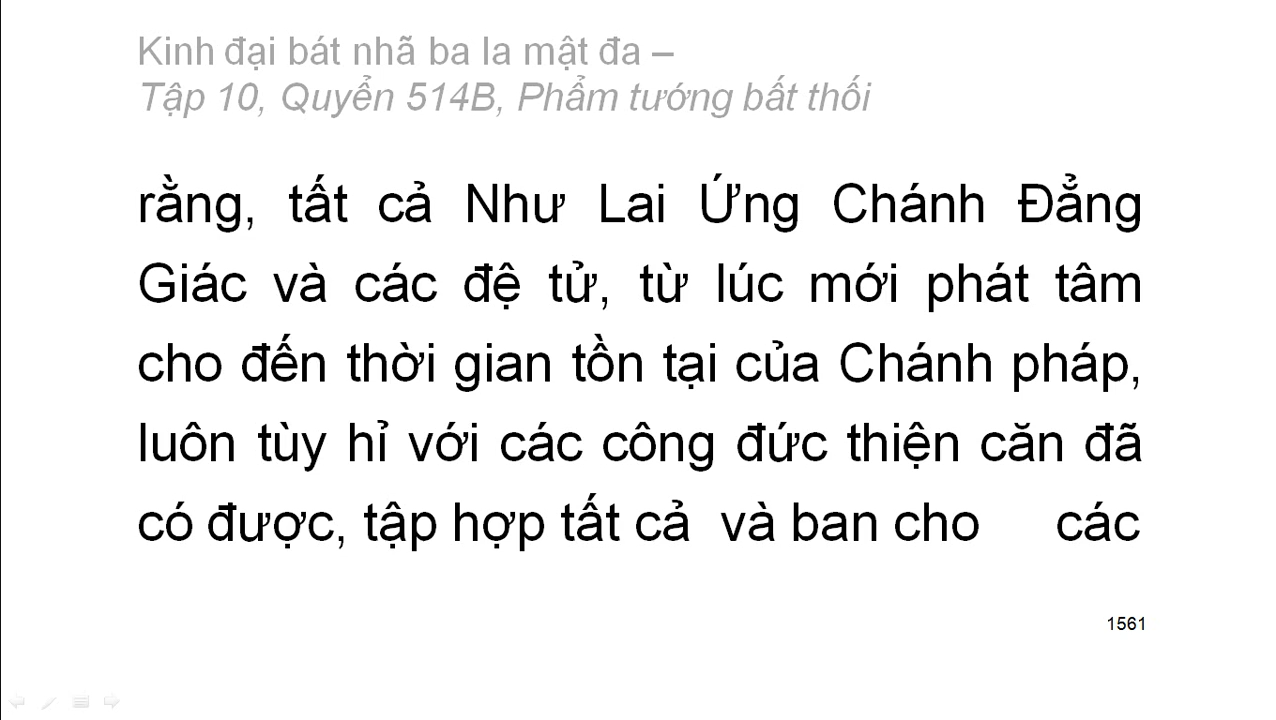 Kinh đại bát nhã ba la mật đa –
Tập 10, Quyển 514B, Phẩm tướng bất thối
rằng, tất cả Như Lai Ứng Chánh Đẳng
Giác và các đệ tử, từ lúc mới phát tâm
cho đến thời gian tồn tại của Chánh pháp,
luôn tùy hỉ với các công đức thiện căn đã
có được, tập hợp tất cả  và ban cho     các
1561